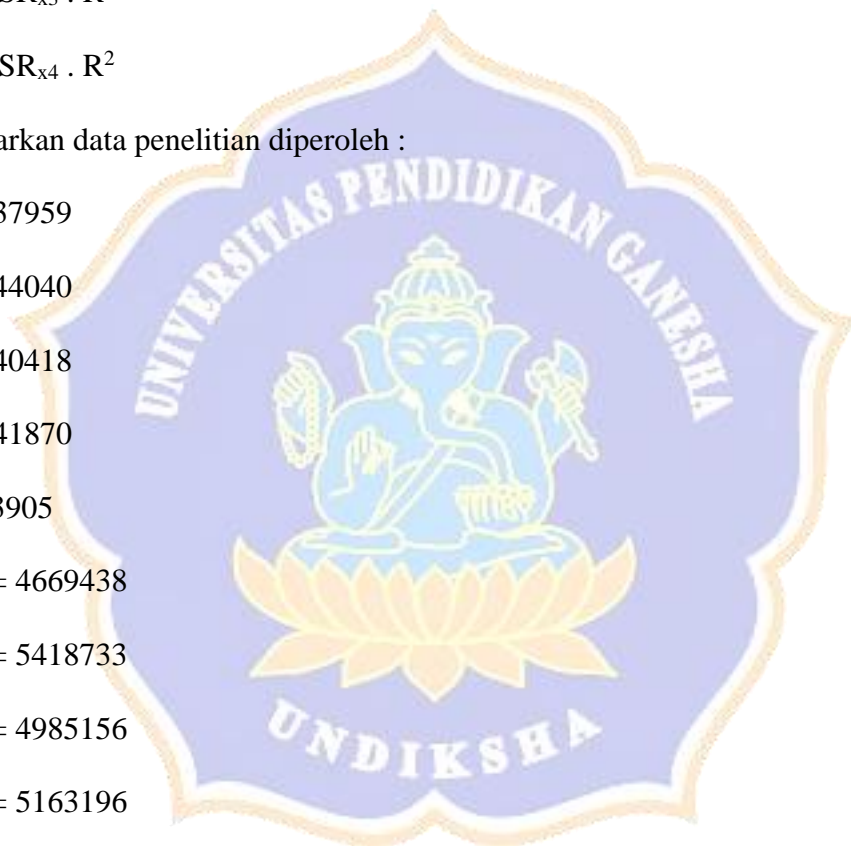 SRx3 . R
SRx4 . R²
arkan data penelitian diperoleh :
37959
44040
40418
41870
3905
= 4669438
= 5418733
= 4985156
= 5163196
UNIVERSITAS PENDIDIKAN GANESHA
UNDIKSHA